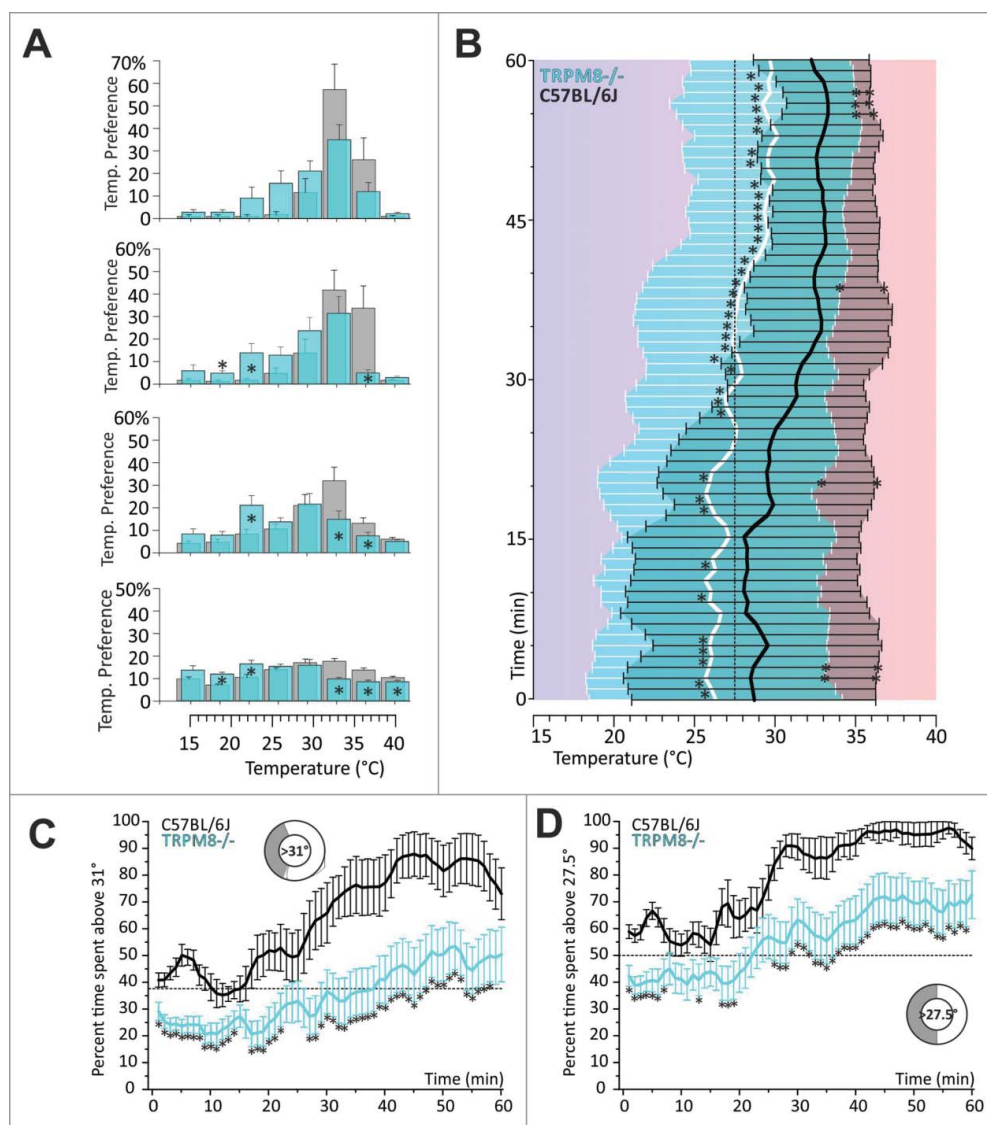 A
70%
60
50
40
30
20
10
0
Temp. Preference
60%
50
40
30
20
10
0
Temp. Preference
*
*
*
60%
50
40
30
20
10
0
Temp. Preference
*
*
*
50%
40
30
20
10
0
Temp. Preference
*
*
*
*
*
15 20 25 30 35 40
Temperature (°C)
B
TRPM8-/-
C57BL/6J
60
45
30
15
0
Time (min)
15 20 25 30 35 40
Temperature (°C)
C
C57BL/6J
TRPM8-/-
>31°
100
90
80
70
60
50
40
30
20
10
0
Percent time spent above 31°
Time (min)
0 10 20 30 40 50 60
D
C57BL/6J
TRPM8-/-
100
90
80
70
60
50
40
30
20
10
0
Percent time spent above 27.5°
>27.5°
Time (min)
0 10 20 30 40 50 60